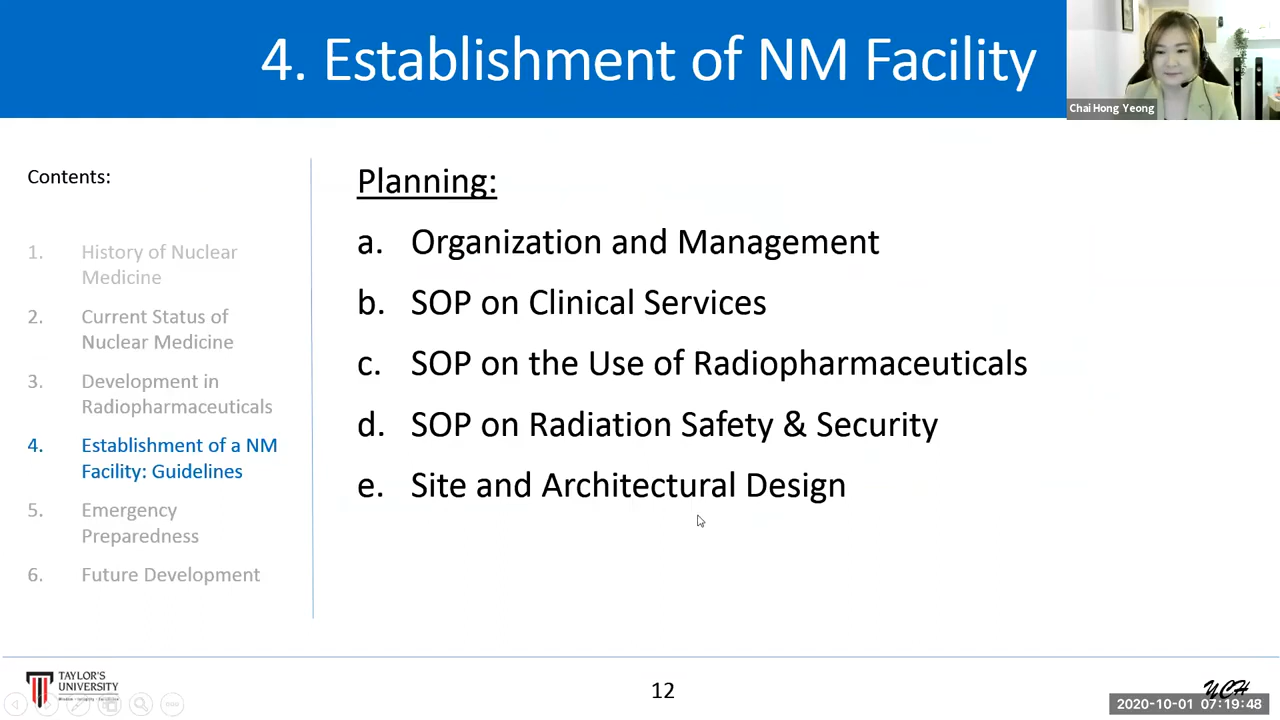 4. Establishment of NM Facility
Chai Hong Yeong
Contents:
1. History of Nuclear
Medicine
2. Current Status of
Nuclear Medicine
3. Development in
Radiopharmaceuticals
4. Establishment of a NM
Facility: Guidelines
5. Emergency
Preparedness
6. Future Development
Planning:
a. Organization and Management
b. SOP on Clinical Services
c. SOP on the Use of Radiopharmaceuticals
d. SOP on Radiation Safety & Security
e. Site and Architectural Design
TAYLOR'S
UNIVERSITY
12
YCH
2020-10-01 07:19:48